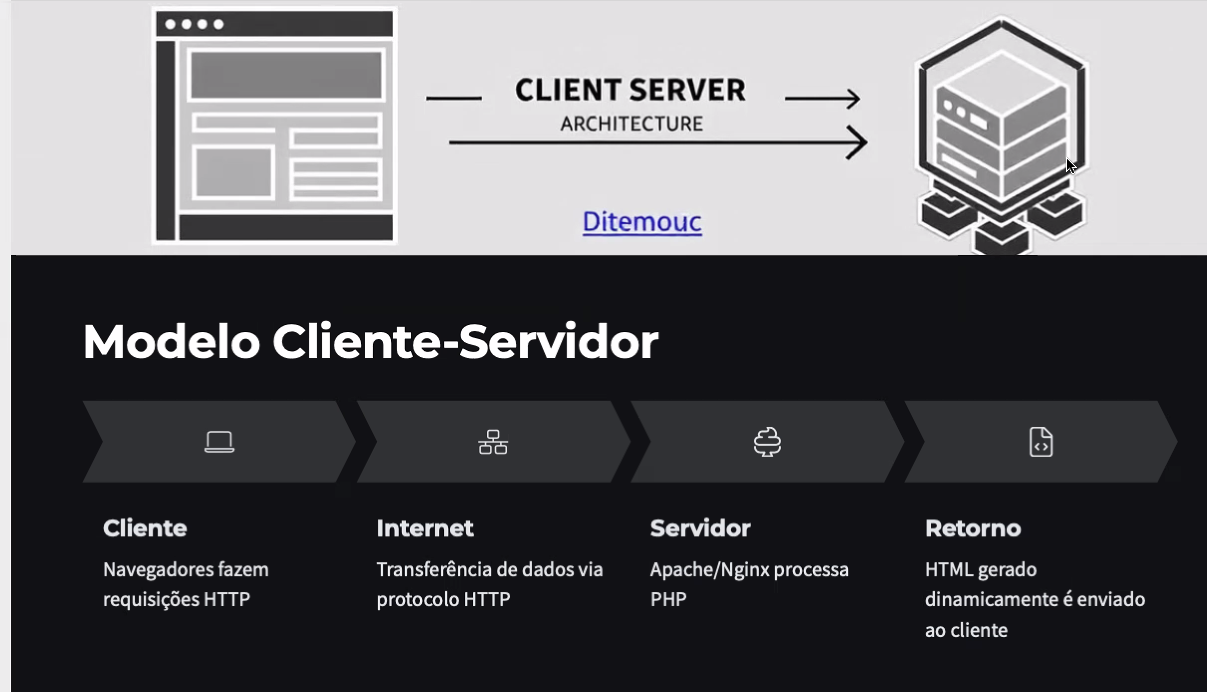 CLIENT SERVER
ARCHITECTURE
Ditemouc
Modelo Cliente-Servidor
Cliente
Navegadores fazem
requisições HTTP
Internet
Transferência de dados via
protocolo HTTP
Servidor
Apache/Nginx processa
PHP
Retorno
HTML gerado
dinamicamente é enviado
ao cliente